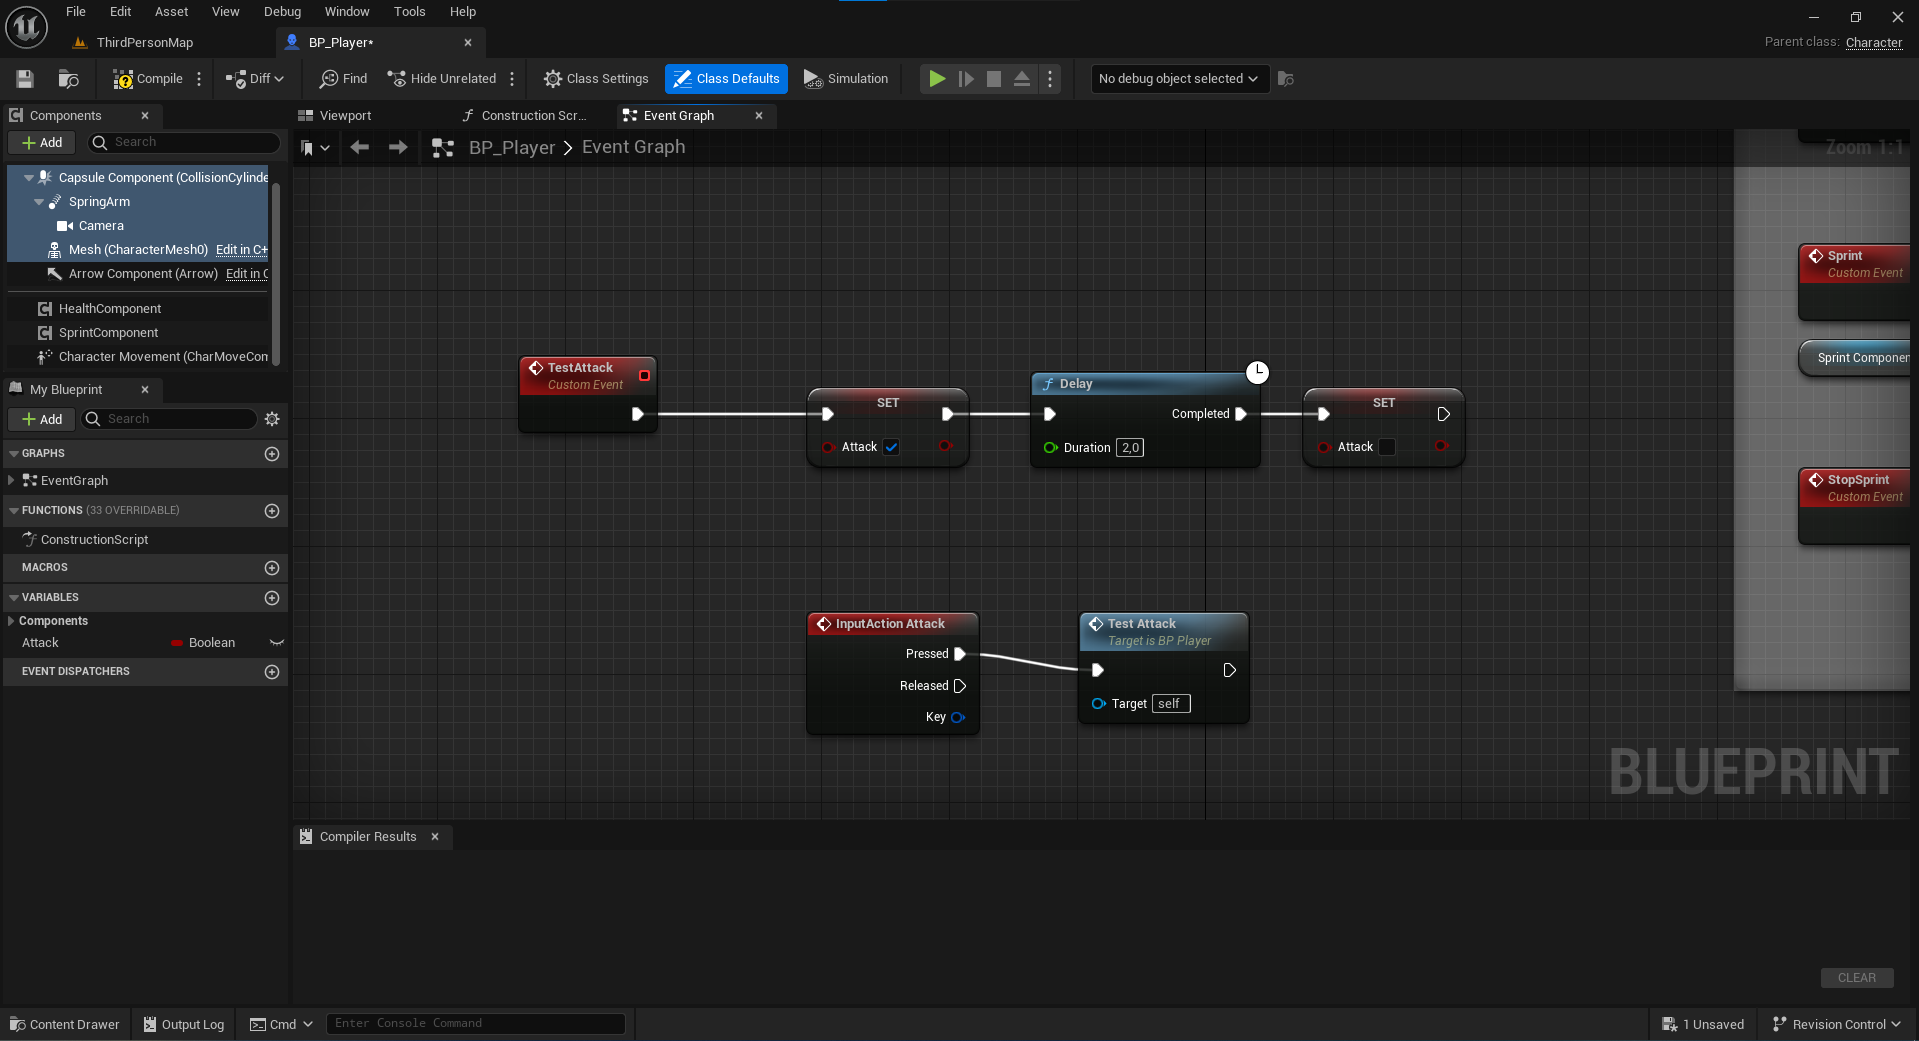 File Edit Asset View Debug Window Tools Help
ThirdPersonMap
BP_Player*
Parent class: Character
Compile
Diff
Find
Hide Unrelated
Class Settings
Class Defaults
Simulation
No debug object selected
Components
Add
Search
Capsule Component (CollisionCylinde
SpringArm
Camera
Mesh (CharacterMesh0) Edit in C+
Arrow Component (Arrow) Edit in C
HealthComponent
SprintComponent
Character Movement (CharMoveCom
My Blueprint
Add
Search
GRAPHS
EventGraph
FUNCTIONS (33 OVERRIDABLE)
ConstructionScript
MACROS
VARIABLES
Components
Attack Boolean
EVENT DISPATCHERS
Viewport
Construction Scr...
Event Graph
BP_Player > Event Graph
Zoom 1:1
TestAttack
Custom Event
SET
Attack
Delay
Completed
Duration 2,0
SET
Attack
Sprint
Custom Event
Sprint Componen
StopSprint
Custom Event
InputAction Attack
Pressed
Released
Key
Test Attack
Target is BP Player
Target self
BLUEPRINT
Compiler Results
CLEAR
Content Drawer
Output Log
Cmd
Enter Console Command
1 Unsaved
Revision Control